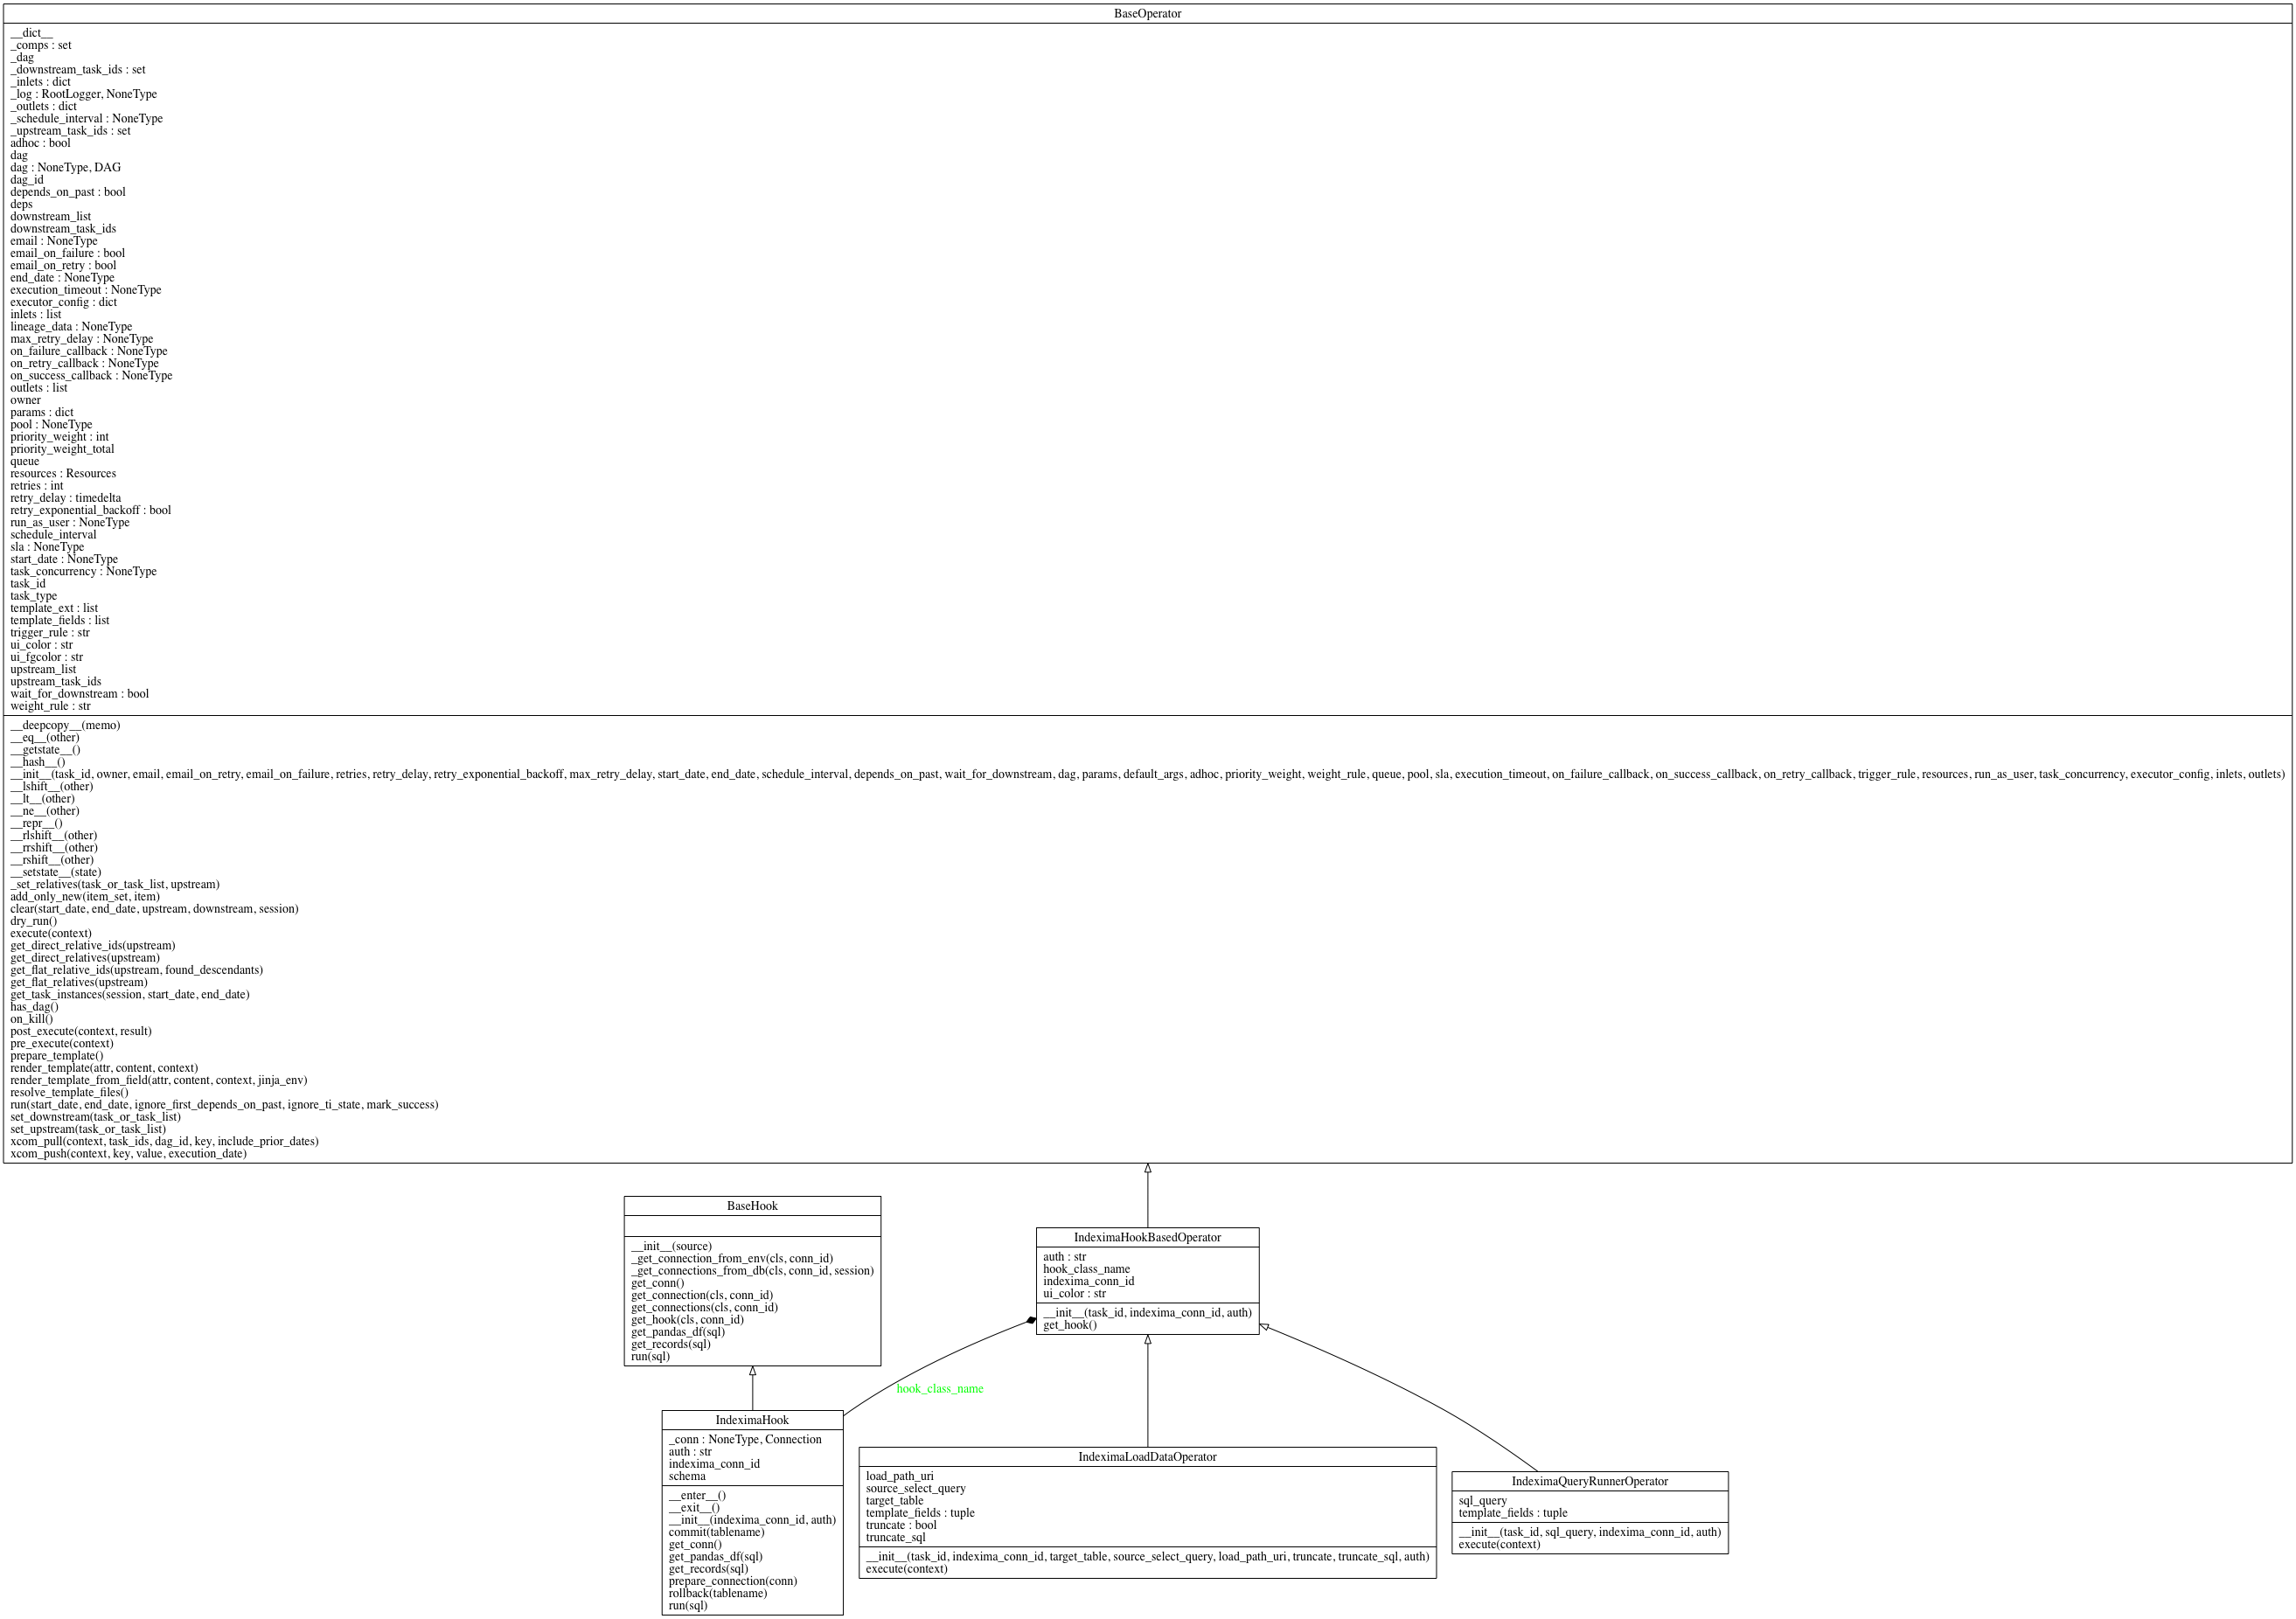 BaseOperator
__dict__
_comps : set
_dag
_downstream_task_ids : set
_inlets : dict
_log : RootLogger, NoneType
_outlets : dict
_schedule_interval : NoneType
_upstream_task_ids : set
adhoc : bool
dag
dag : NoneType, DAG
dag_id
depends_on_past : bool
deps
downstream_list
downstream_task_ids
email : NoneType
email_on_failure : bool
email_on_retry : bool
end_date : NoneType
execution_timeout : NoneType
executor_config : dict
inlets : list
lineage_data : NoneType
max_retry_delay : NoneType
on_failure_callback : NoneType
on_retry_callback : NoneType
on_success_callback : NoneType
outlets : list
owner
params : dict
pool : NoneType
priority_weight : int
priority_weight_total
queue
resources : Resources
retries : int
retry_delay : timedelta
retry_exponential_backoff : bool
run_as_user : NoneType
schedule_interval
sla : NoneType
start_date : NoneType
task_concurrency : NoneType
task_id
task_type
template_ext : list
template_fields : list
trigger_rule : str
ui_color : str
ui_fgcolor : str
upstream_list
upstream_task_ids
wait_for_downstream : bool
weight_rule : str
__deepcopy__(memo)
__eq__(other)
__getstate__()
__hash__()
__init__(task_id, owner, email, email_on_retry, email_on_failure, retries, retry_delay, retry_exponential_backoff, max_retry_delay, start_date, end_date, schedule_interval, depends_on_past, wait_for_downstream, dag, params, default_args, adhoc, priority_weight, weight_rule, queue, pool, sla, execution_timeout, on_failure_callback, on_success_callback, on_retry_callback, trigger_rule, resources, run_as_user, task_concurrency, executor_config, inlets, outlets)
__lshift__(other)
__lt__(other)
__ne__(other)
__repr__()
__rlshift__(other)
__rrshift__(other)
__rshift__(other)
__setstate__(state)
_set_relatives(task_or_task_list, upstream)
add_only_new(item_set, item)
clear(start_date, end_date, upstream, downstream, session)
dry_run()
execute(context)
get_direct_relative_ids(upstream)
get_direct_relatives(upstream)
get_flat_relative_ids(upstream, found_descendants)
get_flat_relatives(upstream)
get_task_instances(session, start_date, end_date)
has_dag()
on_kill()
post_execute(context, result)
pre_execute(context)
prepare_template()
render_template(attr, content, context)
render_template_from_field(attr, content, context, jinja_env)
resolve_template_files()
run(start_date, end_date, ignore_first_depends_on_past, ignore_ti_state, mark_success)
set_downstream(task_or_task_list)
set_upstream(task_or_task_list)
xcom_pull(context, task_ids, dag_id, key, include_prior_dates)
xcom_push(context, key, value, execution_date)
BaseHook
__init__(source)
_get_connection_from_env(cls, conn_id)
_get_connections_from_db(cls, conn_id, session)
get_conn()
get_connection(cls, conn_id)
get_connections(cls, conn_id)
get_hook(cls, conn_id)
get_pandas_df(sql)
get_records(sql)
run(sql)
IndeximaHookBasedOperator
auth : str
hook_class_name
indexima_conn_id
ui_color : str
__init__(task_id, indexima_conn_id, auth)
get_hook()
hook_class_name
IndeximaHook
_conn : NoneType, Connection
auth : str
indexima_conn_id
schema
__enter__()
__exit__()
__init__(indexima_conn_id, auth)
commit(tablename)
get_conn()
get_pandas_df(sql)
get_records(sql)
prepare_connection(conn)
rollback(tablename)
run(sql)
IndeximaLoadDataOperator
load_path_uri
source_select_query
target_table
template_fields : tuple
truncate : bool
truncate_sql
__init__(task_id, indexima_conn_id, target_table, source_select_query, load_path_uri, truncate, truncate_sql, auth)
execute(context)
IndeximaQueryRunnerOperator
sql_query
template_fields : tuple
__init__(task_id, sql_query, indexima_conn_id, auth)
execute(context)